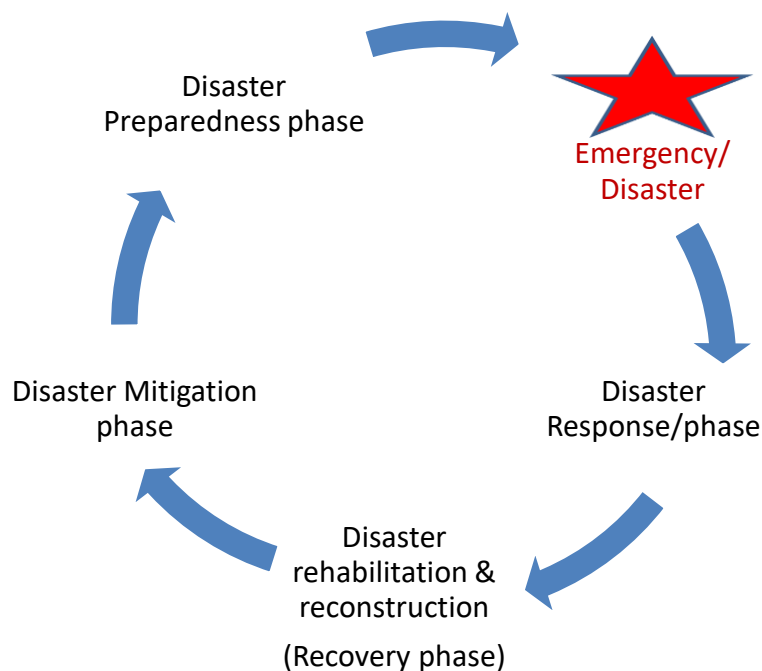 Disaster
Preparedness phase
Emergency/
Disaster
Disaster
Response/phase
Disaster
rehabilitation &
reconstruction
(Recovery phase)
Disaster Mitigation
phase